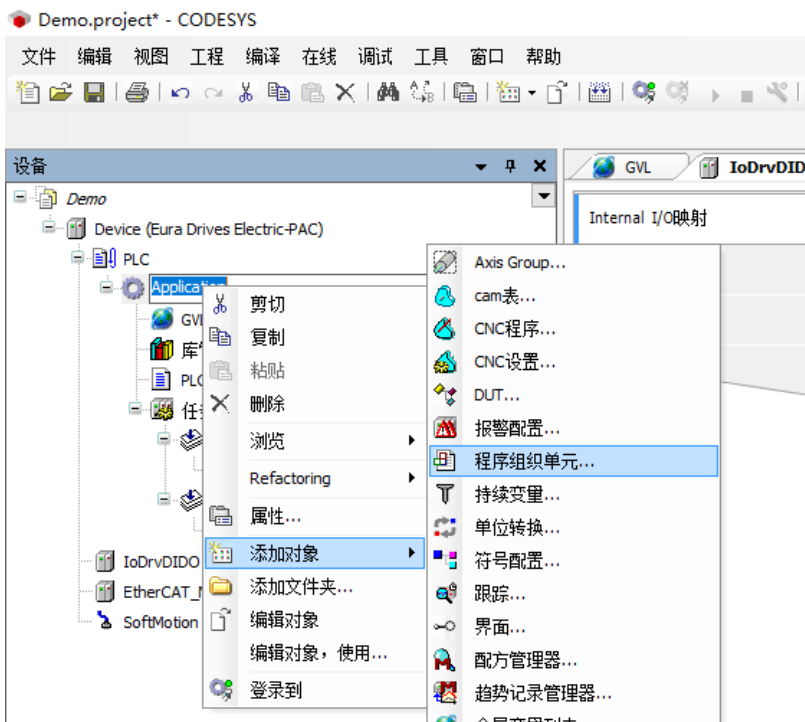 Demo.project* - CODESYS
文件 编辑 视图 工程 编译 在线 调试 工具 窗口 帮助
设备
GVL
Internal I/O映射
Demo
Device (Eura Drives Electric-PAC)
PLC
Application
库
PLC
IoDrvDIDO
SoftMotion
剪切
复制
粘贴
删除
浏览
Refactoring
属性...
添加对象
添加文件夹...
编辑对象
编辑对象，使用...
登录到
Axis Group...
cam表...
CNC程序...
CNC设置...
DUT...
报警配置...
程序组织单元...
持续变量...
单位转换...
符号配置...
跟踪...
界面...
配方管理器...
趋势记录管理器...